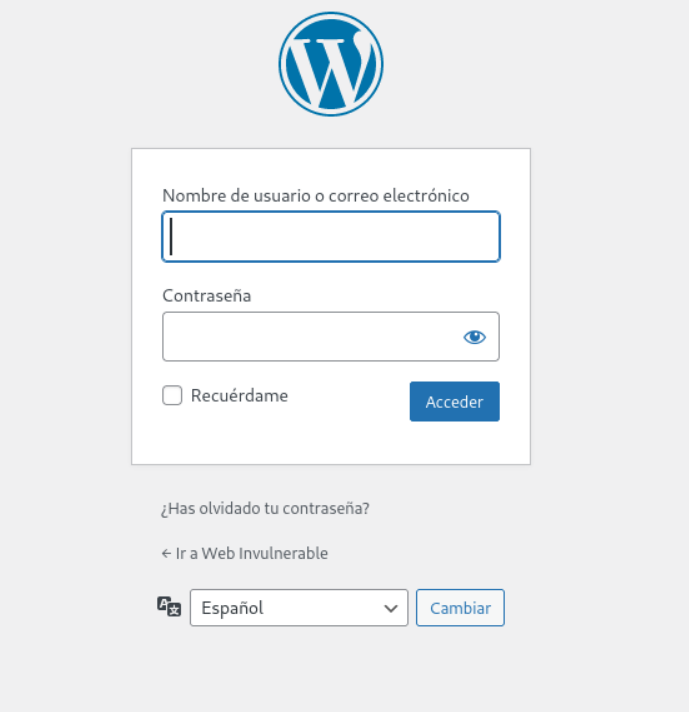 Nombre de usuario o correo electrónico
Contraseña
Recuérdame
Acceder
¿Has olvidado tu contraseña?
← Ir a Web Invulnerable
Español
Cambiar